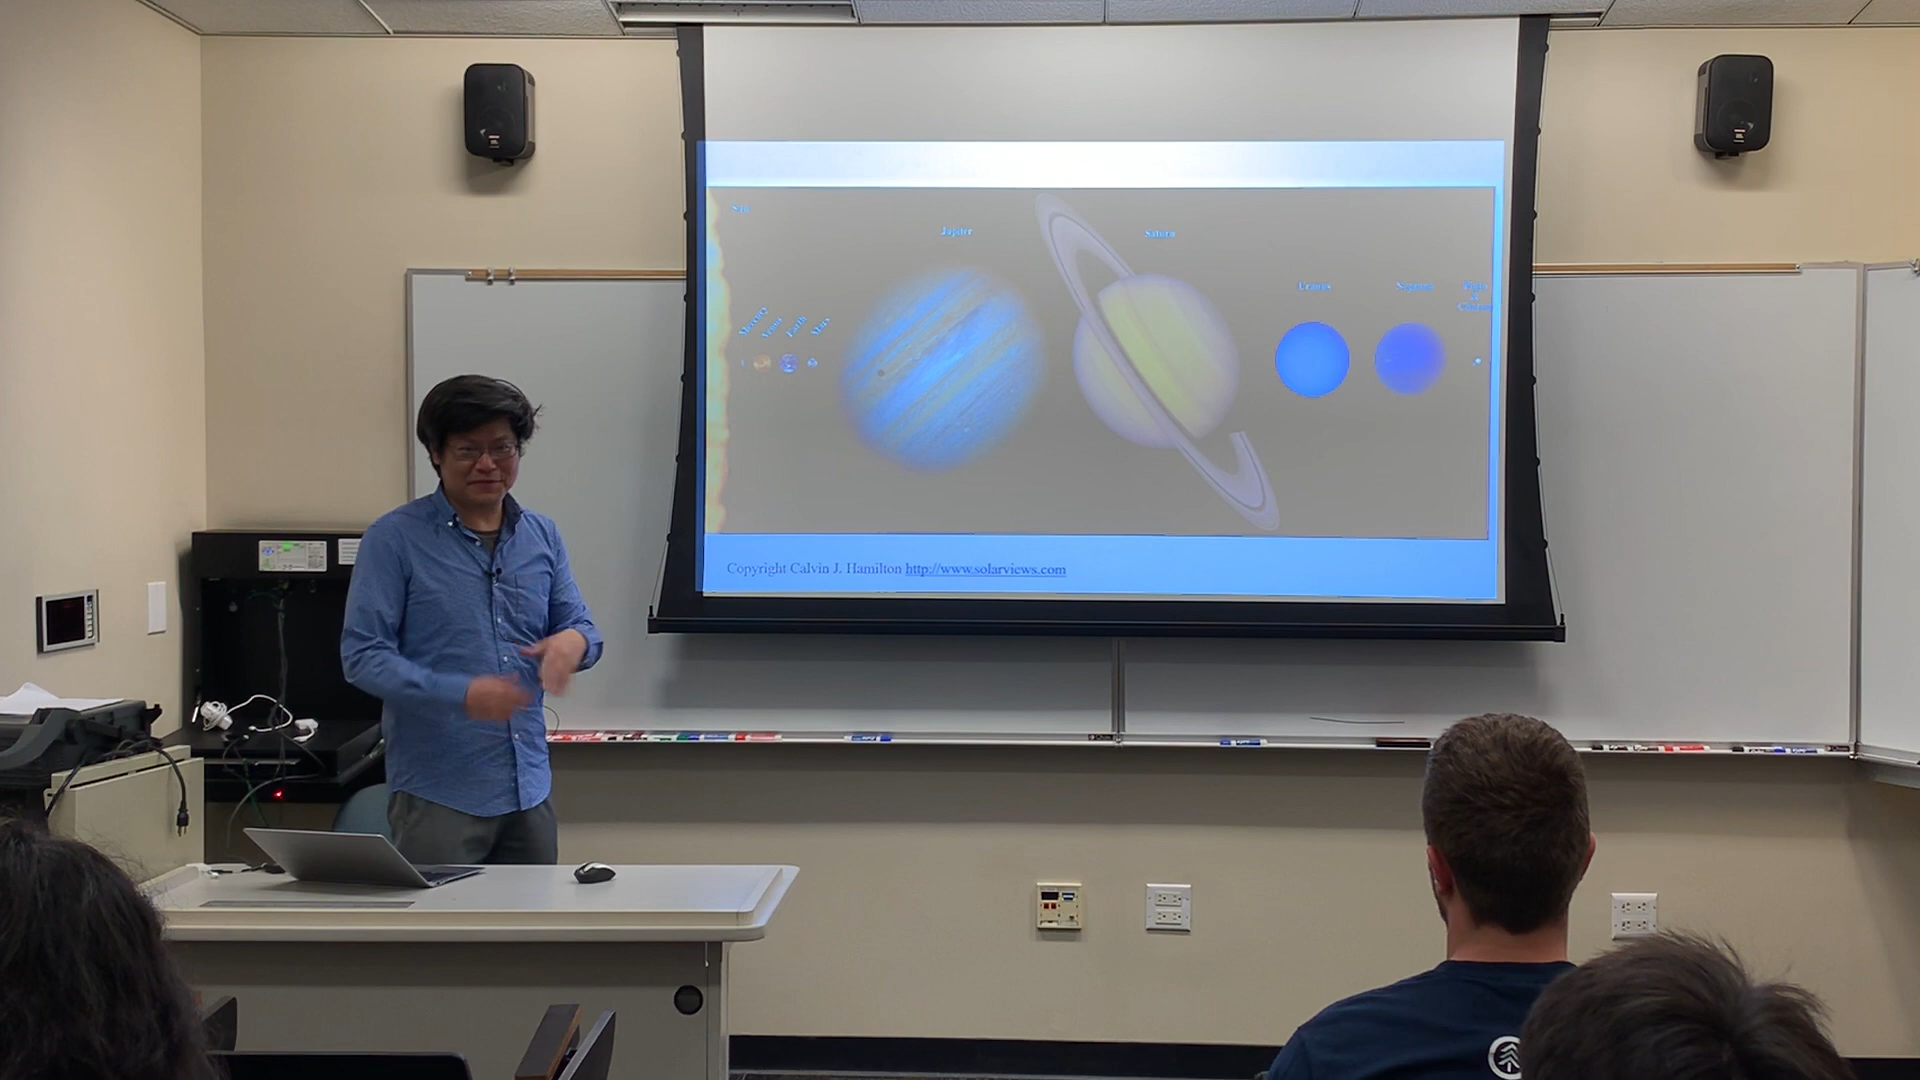 Sun
Jupiter
Saturn
Uranus
Neptune
Mercury
Venus
Earth
Mars
Copyright Calvin J. Hamilton http://www.solarviews.com